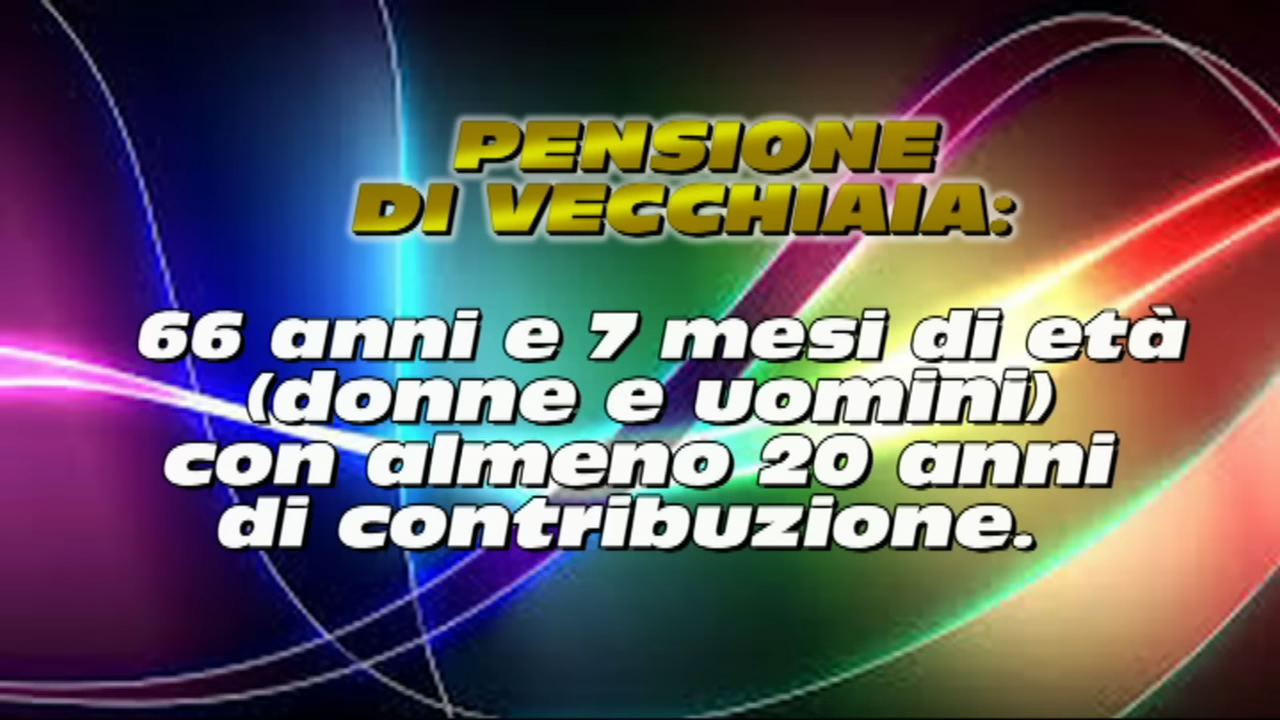 PENSIONE
DI VECCHIAIA:
66 anni e 7 mesi di età
(donne e uomini)
con almeno 20 anni
di contribuzione.